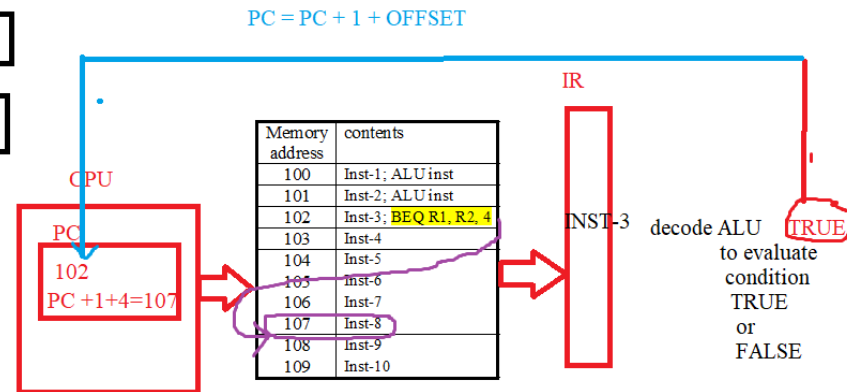 PC = PC + 1 + OFFSET
IR
CPU
PC
102
PC +1+4=107
Memory address contents
100 Inst-1; ALU inst
101 Inst-2; ALU inst
102 Inst-3; BEQ R1, R2, 4
103 Inst-4
104 Inst-5
105 Inst-6
106 Inst-7
107 Inst-8
108 Inst-9
109 Inst-10
INST-3
decode ALU TRUE
to evaluate
condition
TRUE
or
FALSE